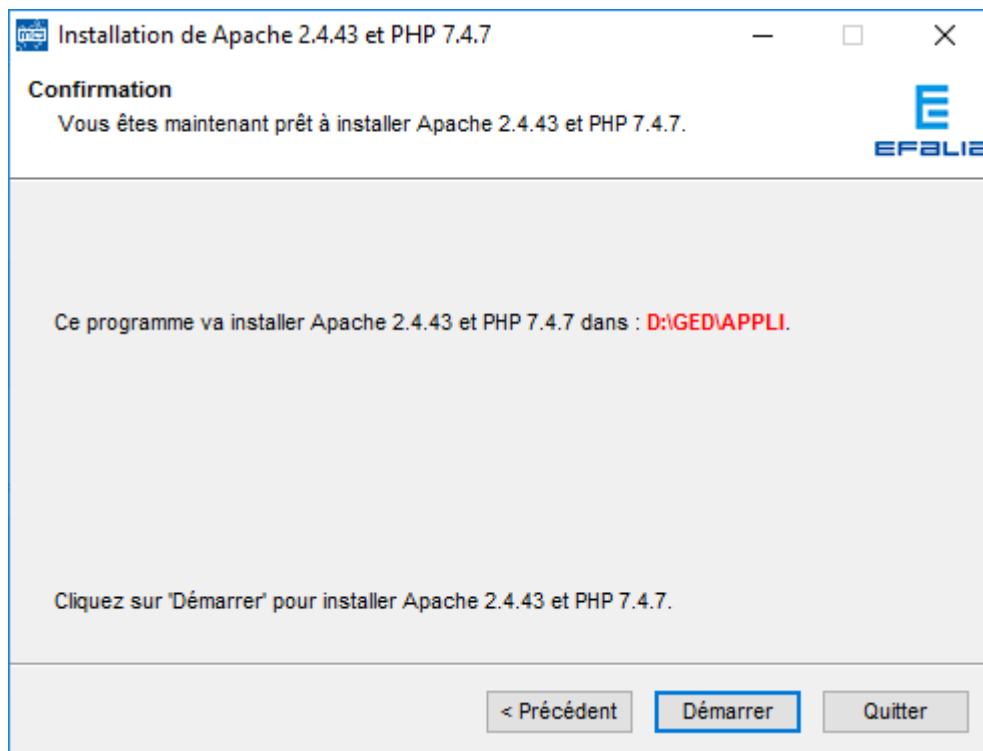 Installation de Apache 2.4.43 et PHP 7.4.7
Confirmation
Vous êtes maintenant prêt à installer Apache 2.4.43 et PHP 7.4.7.
EFALIA
Ce programme va installer Apache 2.4.43 et PHP 7.4.7 dans : D:\GED\APPLI.
Cliquez sur 'Démarrer' pour installer Apache 2.4.43 et PHP 7.4.7.
< Précédent Démarrer Quitter